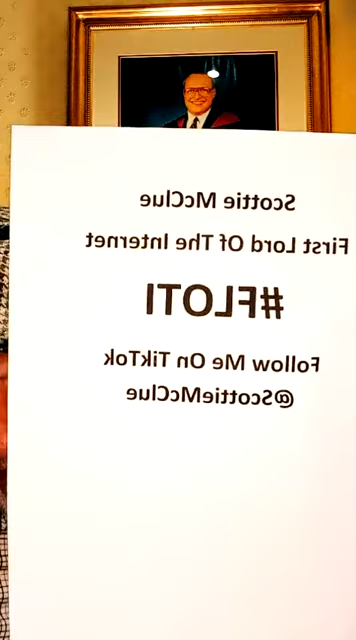 Scottie McClue
First Lord Of The Internet
#FLOTI
Follow Me On TikTok
@ScottieMcClue